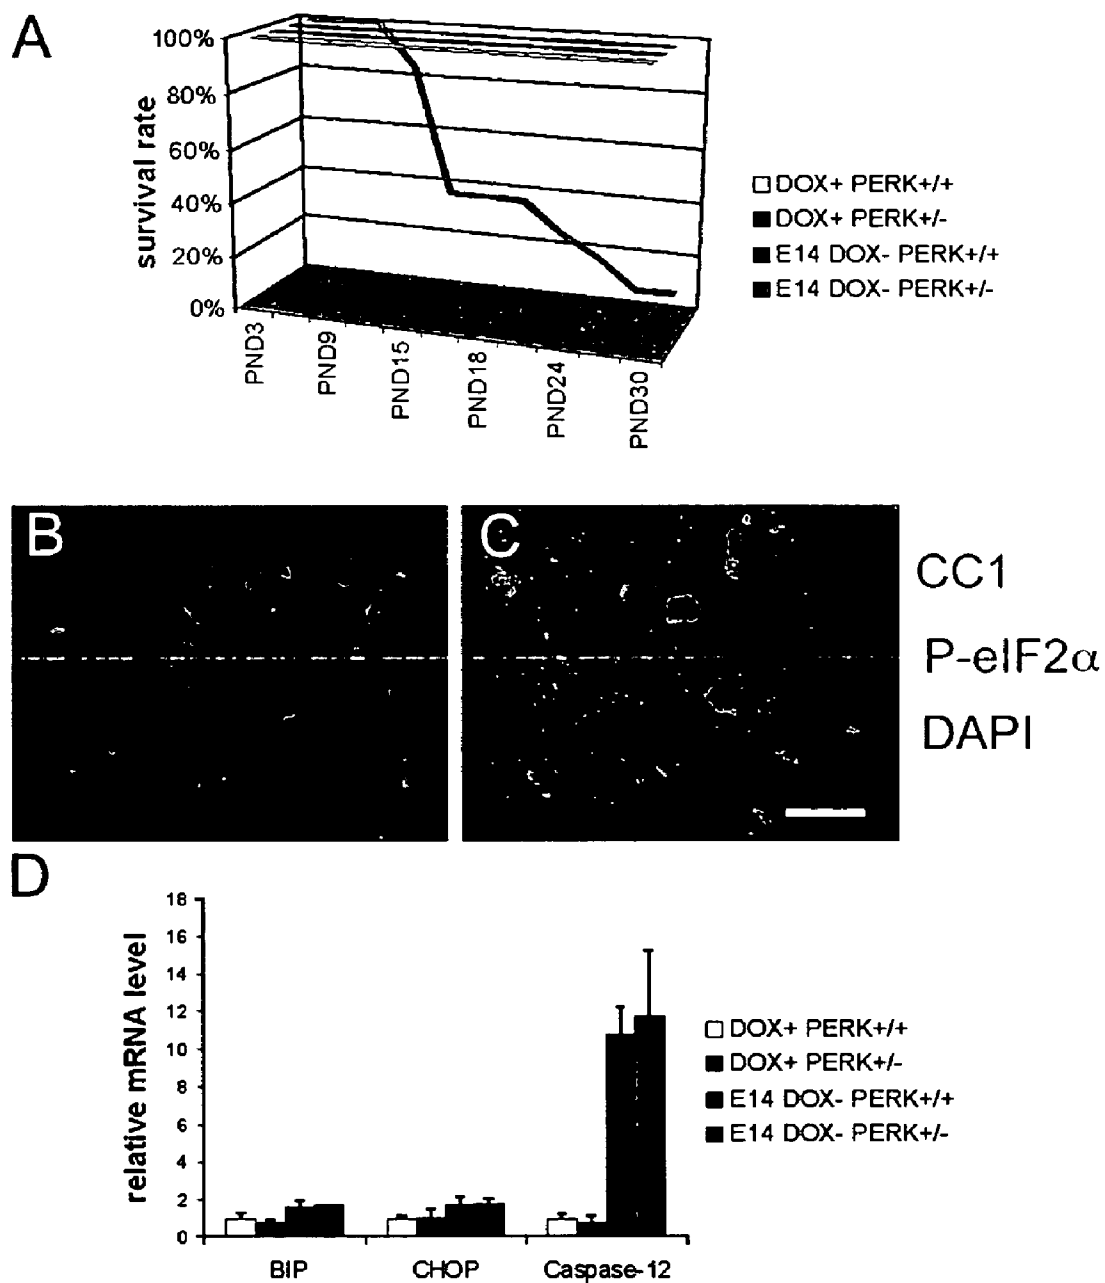 A
survival rate
100%
80%
60%
40%
20%
0%
PND3
PND9
PND15
PND18
PND24
PND30
DOX+ PERK+/+
DOX+ PERK+/-
E14 DOX- PERK+/+
E14 DOX- PERK+/-
B
C
CC1
P-eIF2α
DAPI
D
relative mRNA level
18
16
14
12
10
8
6
4
2
0
BIP
CHOP
Caspase-12
DOX+ PERK+/+
DOX+ PERK+/-
E14 DOX- PERK+/+
E14 DOX- PERK+/-